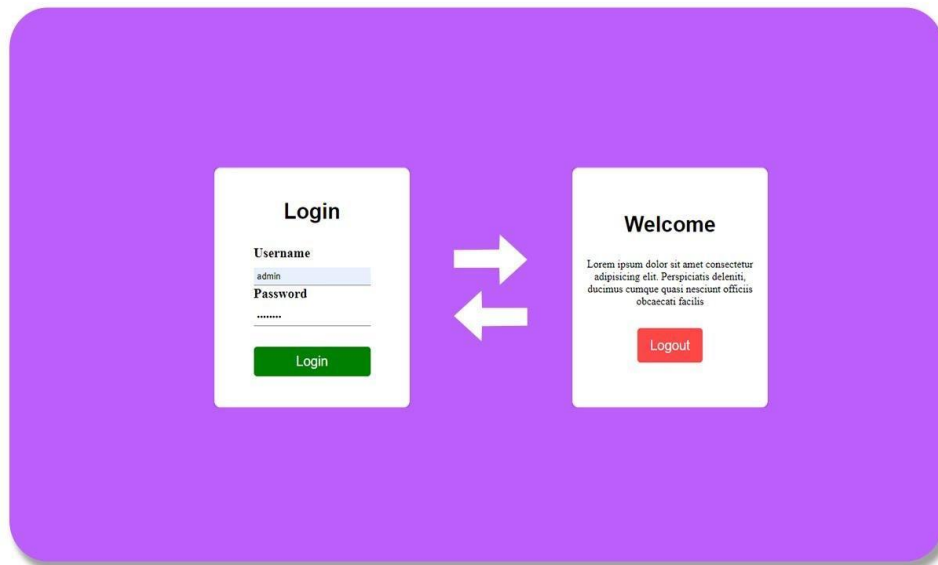 Login
Username
admin
Password
••••••••
Login
Welcome
Lorem ipsum dolor sit amet consectetur
adipisicing elit. Perspiciatis deleniti,
ducimus cumque quasi nesciunt officiis
obcaecati facilis
Logout